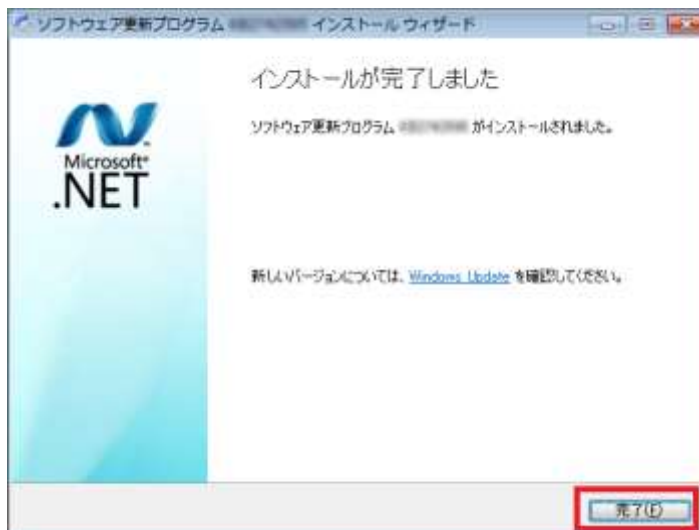 ソフトウェア更新プログラム インストール ウィザード
インストールが完了しました
ソフトウェア更新プログラム がインストールされました。
Microsoft®
.NET
新しいバージョンについては、Windows Update を確認してください。
完了(F)